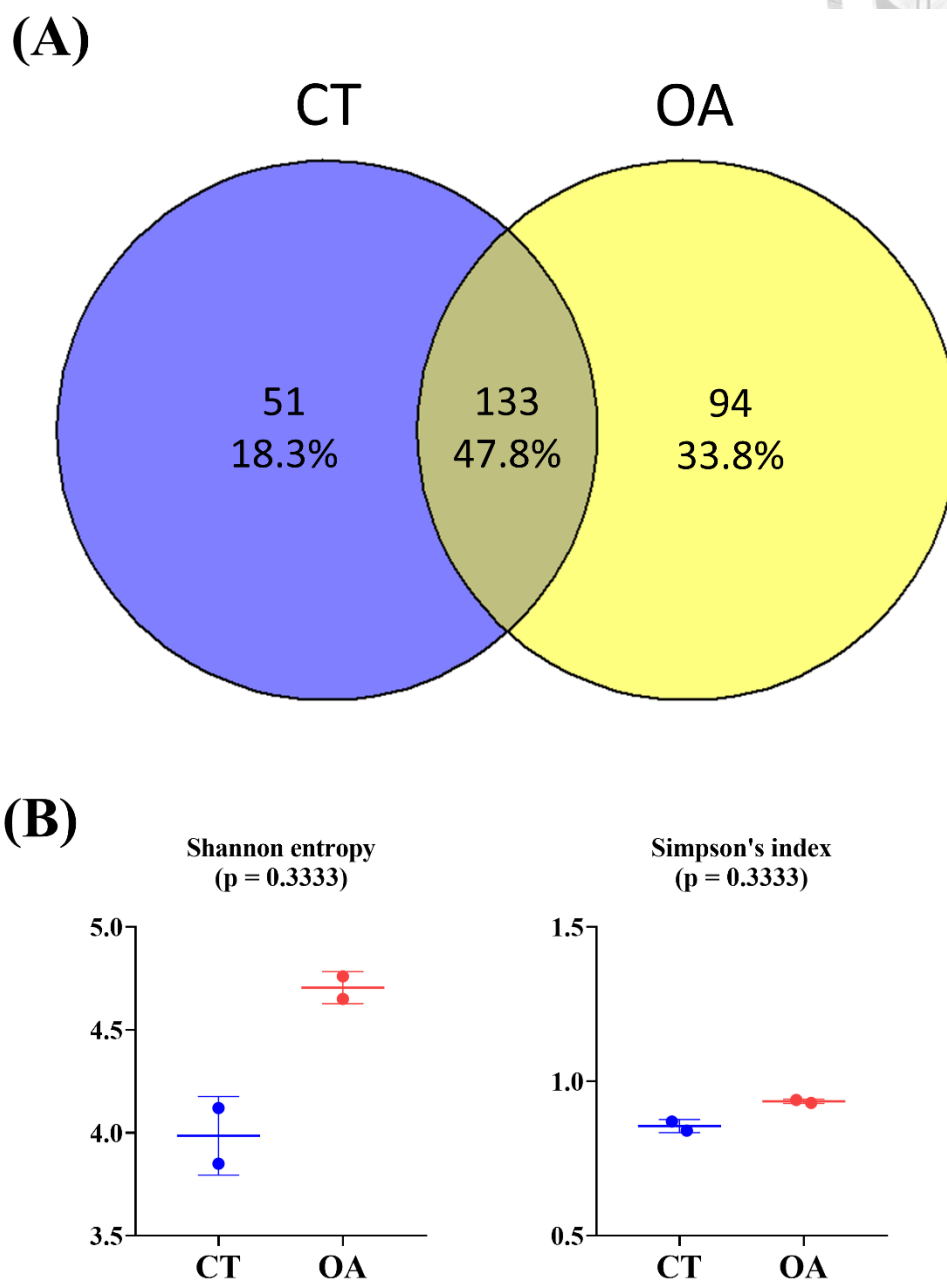 (A)
CT
OA
51
18.3%
133
47.8%
94
33.8%
(B)
Shannon entropy
(p = 0.3333)
5.0
4.5
4.0
3.5
CT
OA
Simpson's index
(p = 0.3333)
1.5
1.0
0.5
CT
OA